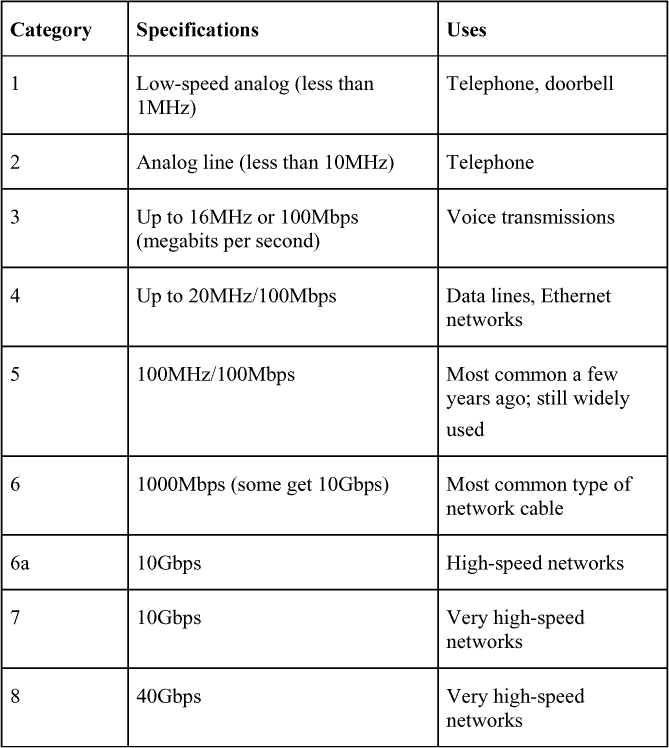 Category Specifications Uses
1 Low-speed analog (less than Telephone, doorbell
1MHz)
2 Analog line (less than 10MHz) Telephone
3 Up to 16MHz or 100Mbps Voice transmissions
(megabits per second)
4 Up to 20MHz/100Mbps Data lines, Ethernet
networks
5 100MHz/100Mbps Most common a few
years ago; still widely
used
6 1000Mbps (some get 10Gbps) Most common type of
network cable
6a 10Gbps High-speed networks
7 10Gbps Very high-speed
networks
8 40Gbps Very high-speed
networks